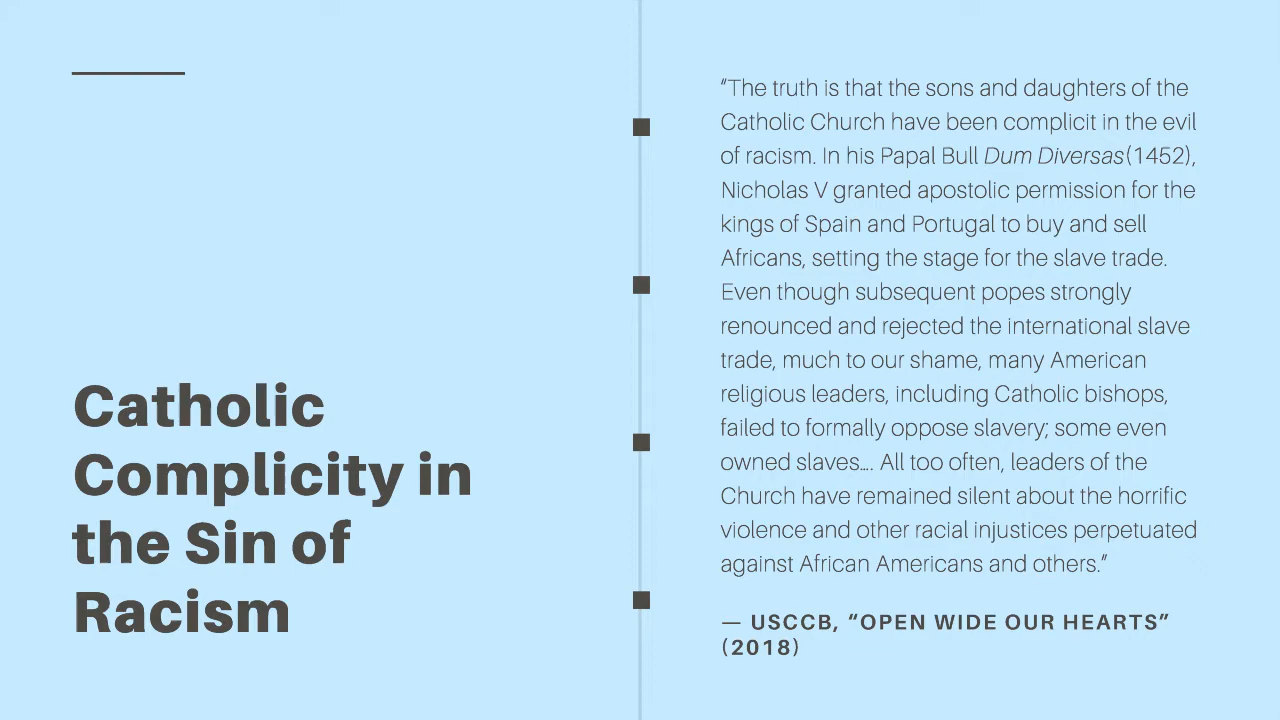 Catholic
Complicity in
the Sin of
Racism
“The truth is that the sons and daughters of the
Catholic Church have been complicit in the evil
of racism. In his Papal Bull Dum Diversas(1452),
Nicholas V granted apostolic permission for the
kings of Spain and Portugal to buy and sell
Africans, setting the stage for the slave trade.
Even though subsequent popes strongly
renounced and rejected the international slave
trade, much to our shame, many American
religious leaders, including Catholic bishops,
failed to formally oppose slavery; some even
owned slaves…. All too often, leaders of the
Church have remained silent about the horrific
violence and other racial injustices perpetuated
against African Americans and others.”
— USCCB, “OPEN WIDE OUR HEARTS”
(2018)